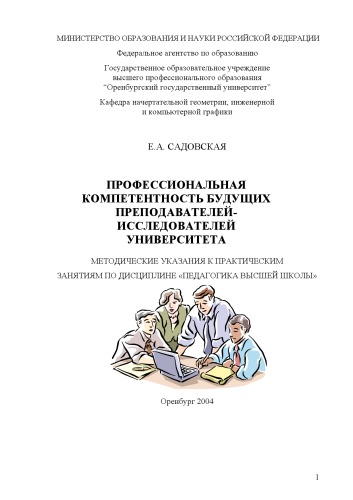 МИНИСТЕРСТВО ОБРАЗОВАНИЯ И НАУКИ РОССИЙСКОЙ ФЕДЕРАЦИИ
Федеральное агентство по образованию
Государственное образовательное учреждение
высшего профессионального образования
"Оренбургский государственный университет"
Кафедра начертательной геометрии, инженерной
и компьютерной графики
Е.А. САДОВСКАЯ
ПРОФЕССИОНАЛЬНАЯ
КОМПЕТЕНТНОСТЬ БУДУЩИХ
ПРЕПОДАВАТЕЛЕЙ-
ИССЛЕДОВАТЕЛЕЙ
УНИВЕРСИТЕТА
МЕТОДИЧЕСКИЕ УКАЗАНИЯ К ПРАКТИЧЕСКИМ
ЗАНЯТИЯМ ПО ДИСЦИПЛИНЕ «ПЕДАГОГИКА ВЫСШЕЙ ШКОЛЫ»
Оренбург 2004
1